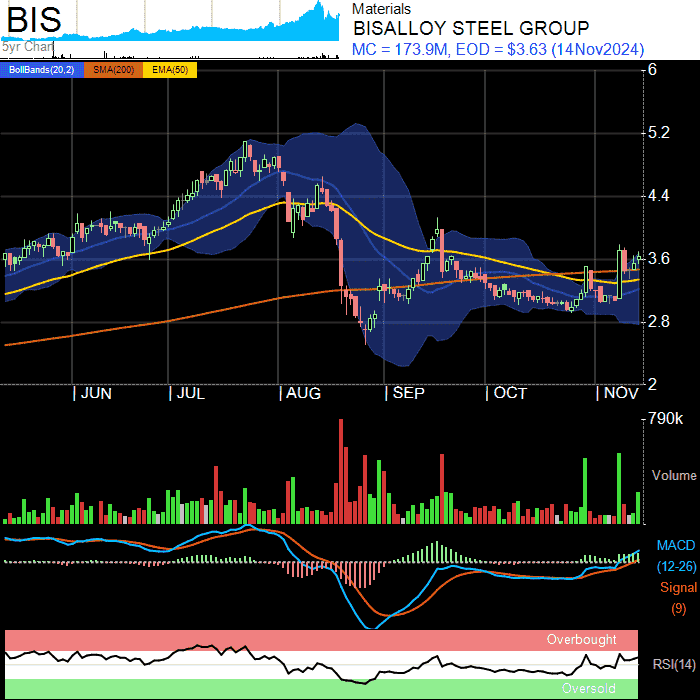 BIS
5yr Chart
Materials
BISALLOY STEEL GROUP
MC = 173.9M, EOD = $3.63 (14Nov2024)
BollBands(20,2) SMA(200) EMA(50)
6
5.2
4.4
3.6
2.8
2
JUN JUL AUG SEP OCT NOV
790k
Volume
MACD
(12-26)
Signal
(9)
Overbought
RSI(14)
Oversold